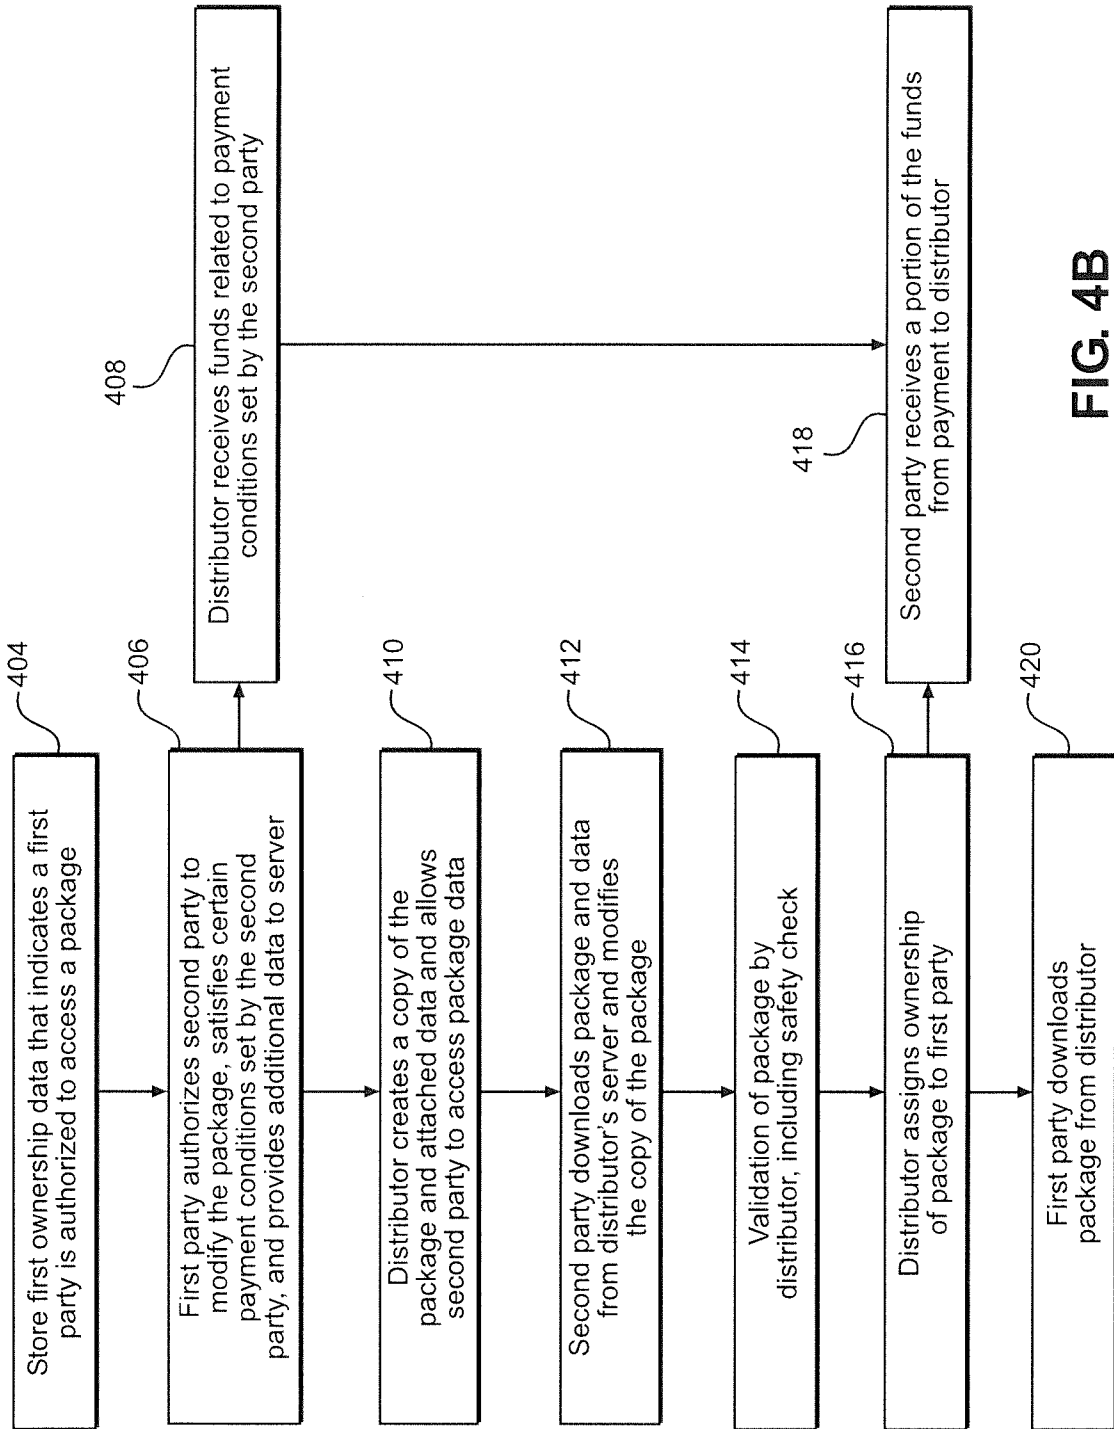 404
Store first ownership data that indicates a first
party is authorized to access a package
406
First party authorizes second party to
modify the package, satisfies certain
payment conditions set by the second
party, and provides additional data to server
408
Distributor receives funds related to payment
conditions set by the second party
410
Distributor creates a copy of the
package and attached data and allows
second party to access package data
412
Second party downloads package and data
from distributor's server and modifies
the copy of the package
414
Validation of package by
distributor, including safety check
416
Distributor assigns ownership
of package to first party
418
Second party receives a portion of the funds
from payment to distributor
420
First party downloads
package from distributor
FIG. 4B